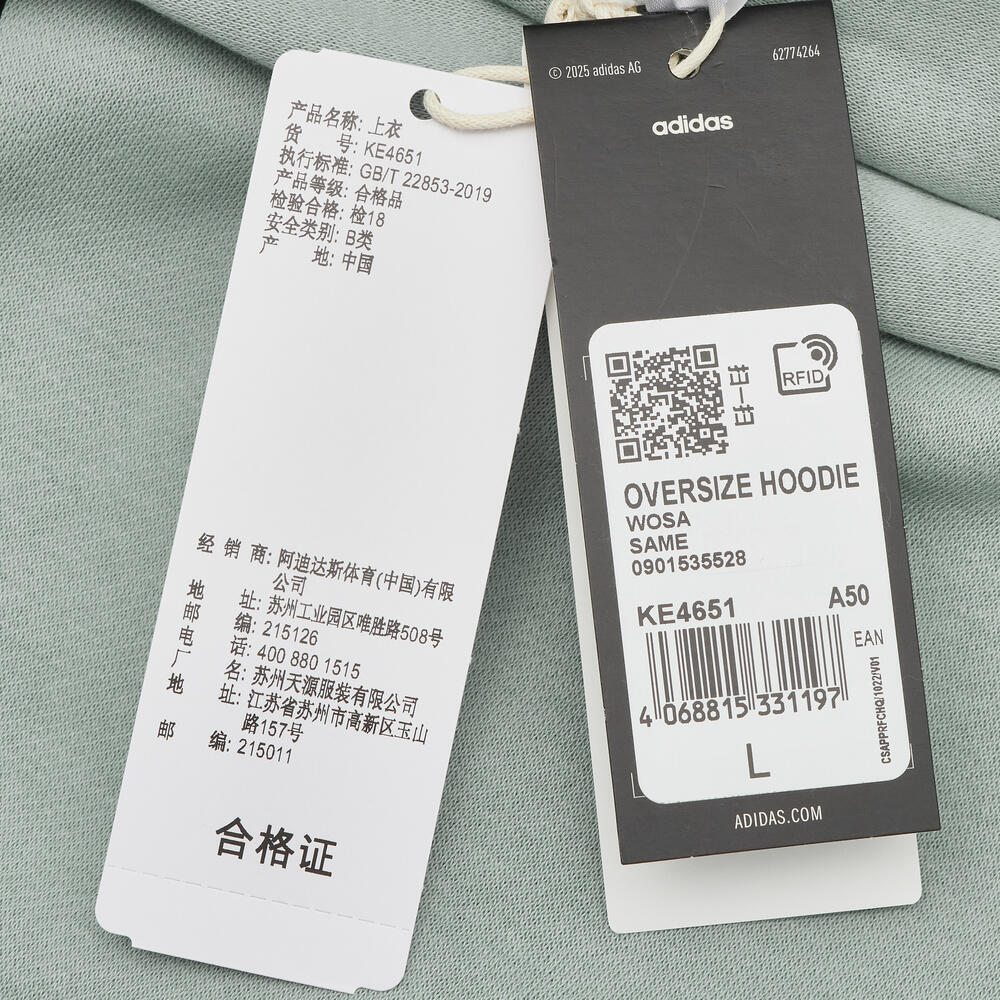 产品名称: 上衣
货 号: KE4651
执行标准: GB/T 22853-2019
产品等级: 合格品
检验合格: 检18
安全类别: B类
产 地: 中国
经 销 商: 阿迪达斯体育(中国)有限
公司
地 址: 苏州工业园区唯胜路508号
邮 编: 215126
电 话: 400 880 1515
厂 名: 苏州天源服装有限公司
地 址: 江苏省苏州市高新区玉山
路157号
邮 编: 215011
合格证
© 2025 adidas AG
62774264
adidas
RFID
OVERSIZE HOODIE
WOSA
SAME
0901535528
KE4651
A50
EAN
4 068815 331197
CSAPPRFCHQ/1022/V01
L
ADIDAS.COM